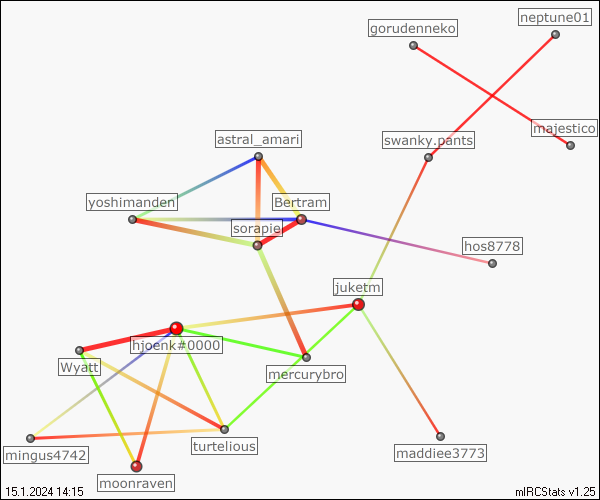 neptune01
gorudenneko
majestico
astral_amari
swanky.pants
yoshimanden
Bertram
sorapie
hos8778
juketm
hjoenk#0000
Wyatt
mercurybro
turtelious
mingus4742
maddiee3773
moonraven
15.1.2024 14:15
mIRCStats v1.25